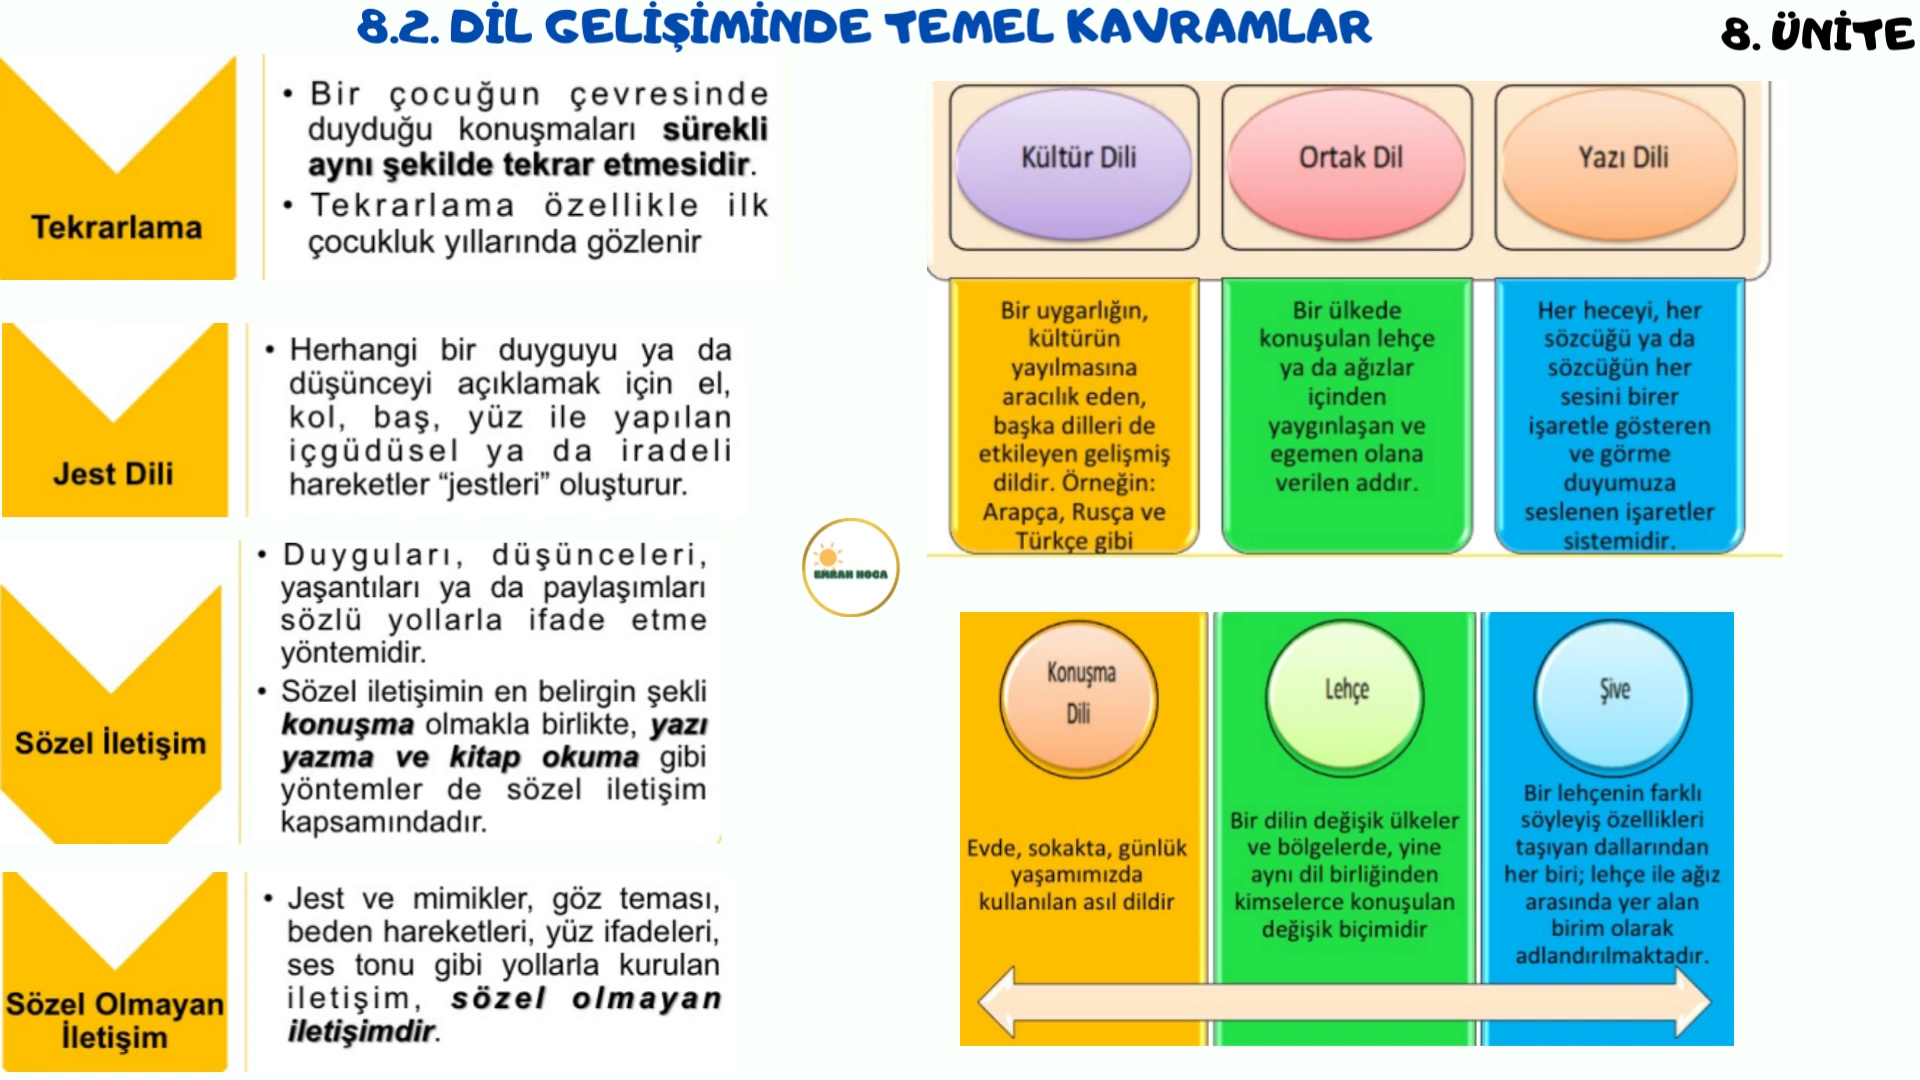 8.2. DİL GELİŞİMİNDE TEMEL KAVRAMLAR
8. ÜNİTE
Tekrarlama
• Bir çocuğun çevresinde
duyduğu konuşmaları sürekli
aynı şekilde tekrar etmesidir.
• Tekrarlama özellikle ilk
çocukluk yıllarında gözlenir
Jest Dili
• Herhangi bir duyguyu ya da
düşünceyi açıklamak için el,
kol, baş, yüz ile yapılan
içgüdüsel ya da iradeli
hareketler “jestleri” oluşturur.
Sözel İletişim
• Duyguları, düşünceleri,
yaşantıları ya da paylaşımları
sözlü yollarla ifade etme
yöntemidir.
• Sözel iletişimin en belirgin şekli
konuşma olmakla birlikte, yazı
yazma ve kitap okuma gibi
yöntemler de sözel iletişim
kapsamındadır.
Sözel Olmayan
İletişim
• Jest ve mimikler, göz teması,
beden hareketleri, yüz ifadeleri,
ses tonu gibi yollarla kurulan
iletişim, sözel olmayan
iletişimdir.
EMRAH HOCA
Kültür Dili
Bir uygarlığın,
kültürün
yayılmasına
aracılık eden,
başka dilleri de
etkileyen gelişmiş
dildir. Örneğin:
Arapça, Rusça ve
Türkçe gibi
Ortak Dil
Bir ülkede
konuşulan lehçe
ya da ağızlar
içinden
yaygınlaşan ve
egemen olana
verilen addır.
Yazı Dili
Her heceyi, her
sözcüğü ya da
sözcüğün her
sesini birer
işaretle gösteren
ve görme
duyumuza
seslenen işaretler
sistemidir.
Konuşma
Dili
Evde, sokakta, günlük
yaşamımızda
kullanılan asıl dildir
Lehçe
Bir dilin değişik ülkeler
ve bölgelerde, yine
aynı dil birliğinden
kimselerce konuşulan
değişik biçimidir
Şive
Bir lehçenin farklı
söyleyiş özellikleri
taşıyan dallarından
her biri; lehçe ile ağız
arasında yer alan
birim olarak
adlandırılmaktadır.